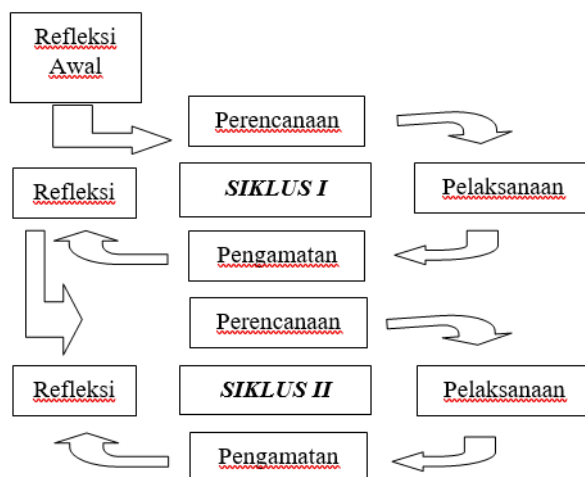 Refleksi
Awal
Perencanaan
Refleksi
SIKLUS I
Pelaksanaan
Pengamatan
Perencanaan
Refleksi
SIKLUS II
Pelaksanaan
Pengamatan